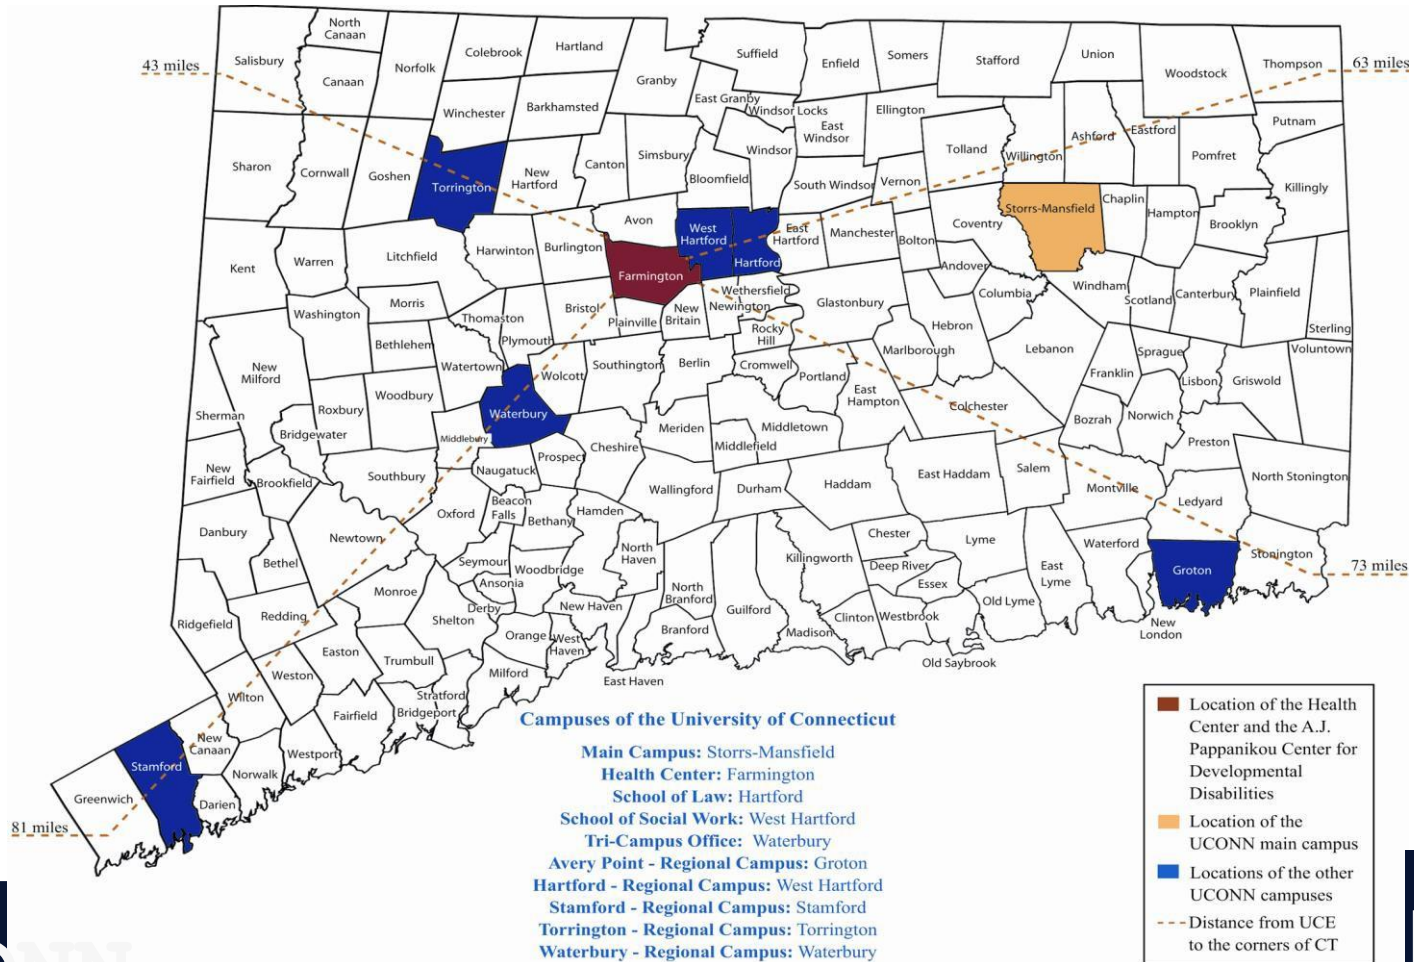 North
Canaan
Salisbury
Canaan
Norfolk
Colebrook
Hartland
Granby
Suffield
Enfield
Somers
Stafford
Union
Woodstock
Thompson
43 miles
63 miles
Winchester
Barkhamsted
East Granby
Windsor Locks
East
Windsor
Ellington
Ashford
Eastford
Putnam
Sharon
Cornwall
Goshen
Torrington
New
Hartford
Canton
Simsbury
Bloomfield
Windsor
South Windsor
Vernon
Tolland
Willington
Pomfret
Killingly
Avon
West
Hartford
Hartford
East
Hartford
Manchester
Bolton
Coventry
Storrs-Mansfield
Chaplin
Hampton
Brooklyn
Kent
Warren
Litchfield
Harwinton
Burlington
Farmington
Wethersfield
Newington
Glastonbury
Andover
Columbia
Windham
Scotland
Canterbury
Plainfield
Sterling
Washington
Morris
Thomaston
Plymouth
Bristol
Plainville
New
Britain
Rocky
Hill
Hebron
Marlborough
Lebanon
Franklin
Sprague
Lisbon
Griswold
Voluntown
New
Milford
Bethlehem
Watertown
Wolcott
Southington
Berlin
Cromwell
Portland
East
Hampton
Colchester
Bozrah
Norwich
Preston
Sherman
Roxbury
Woodbury
Bridgewater
Waterbury
Middlebury
Cheshire
Meriden
Middlefield
Middletown
New
Fairfield
Brookfield
Southbury
Naugatuck
Prospect
Wallingford
Durham
Haddam
East Haddam
Salem
Montville
Ledyard
North Stonington
Danbury
Bethel
Newtown
Oxford
Beacon
Falls
Bethany
Hamden
North
Haven
Killingworth
Chester
Deep River
Essex
Lyme
East
Lyme
Waterford
Groton
Stonington
73 miles
Ridgefield
Redding
Monroe
Seymour
Ansonia
Derby
Woodbridge
New Haven
North
Branford
Branford
Guilford
Madison
Clinton
Westbrook
Old Lyme
Old Saybrook
New
London
Easton
Shelton
Trumbull
Orange
West
Haven
Milford
East Haven
Weston
Wilton
Fairfield
Stratford
Bridgeport
New
Canaan
Westport
Norwalk
Darien
Stamford
Greenwich
81 miles
Campuses of the University of Connecticut
Main Campus: Storrs-Mansfield
Health Center: Farmington
School of Law: Hartford
School of Social Work: West Hartford
Tri-Campus Office: Waterbury
Avery Point - Regional Campus: Groton
Hartford - Regional Campus: West Hartford
Stamford - Regional Campus: Stamford
Torrington - Regional Campus: Torrington
Waterbury - Regional Campus: Waterbury
Location of the Health
Center and the A.J.
Pappanikou Center for
Developmental
Disabilities
Location of the
UCONN main campus
Locations of the other
UCONN campuses
Distance from UCE
to the corners of CT